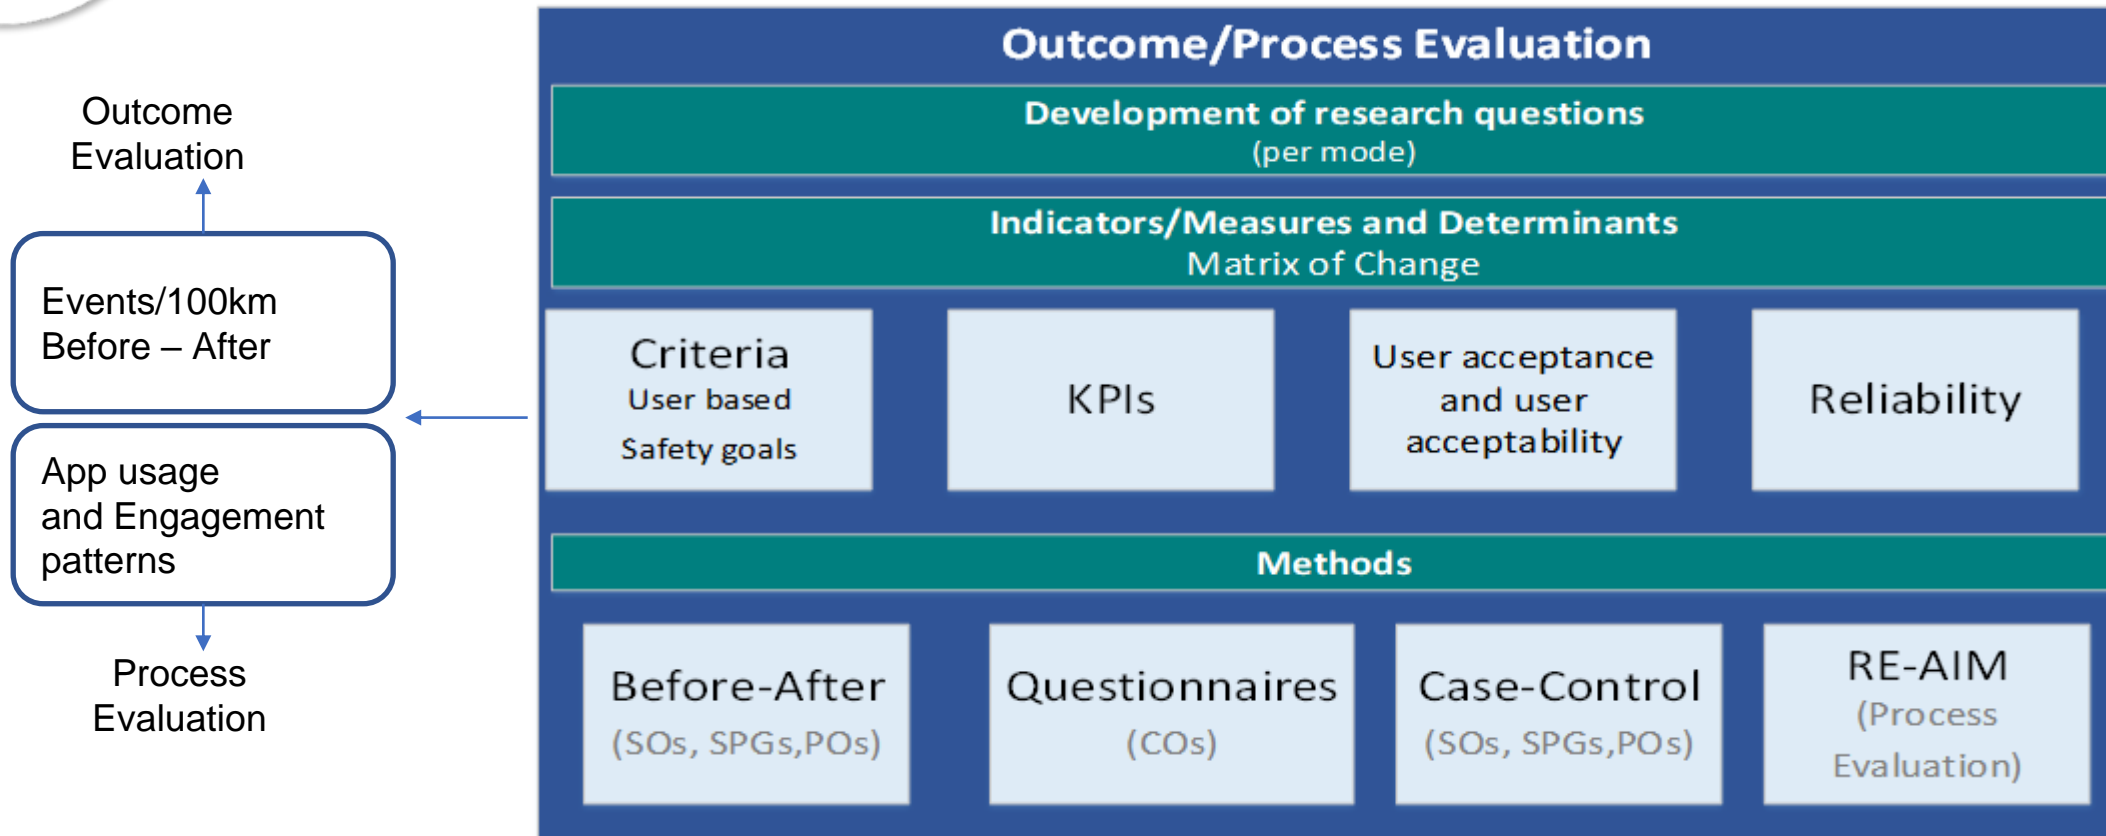 Outcome
Evaluation
Events/100km
Before – After
App usage
and Engagement
patterns
Process
Evaluation
Outcome/Process Evaluation
Development of research questions
(per mode)
Indicators/Measures and Determinants
Matrix of Change
Criteria
User based
Safety goals
KPIs
User acceptance
and user
acceptability
Reliability
Methods
Before-After
(SOs, SPGs,POs)
Questionnaires
(COs)
Case-Control
(SOs, SPGs,POs)
RE-AIM
(Process
Evaluation)